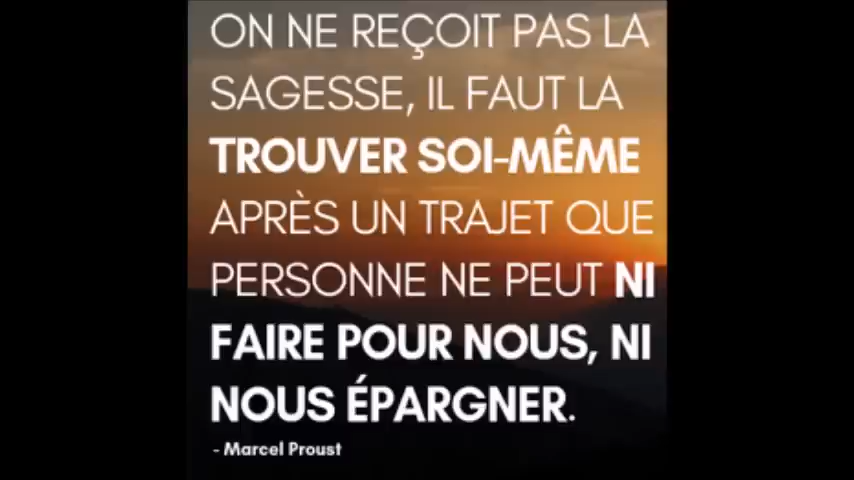 ON NE REÇOIT PAS LA
SAGESSE, IL FAUT LA
TROUVER SOI-MÊME
APRÈS UN TRAJET QUE
PERSONNE NE PEUT NI
FAIRE POUR NOUS, NI
NOUS ÉPARGNER.
- Marcel Proust